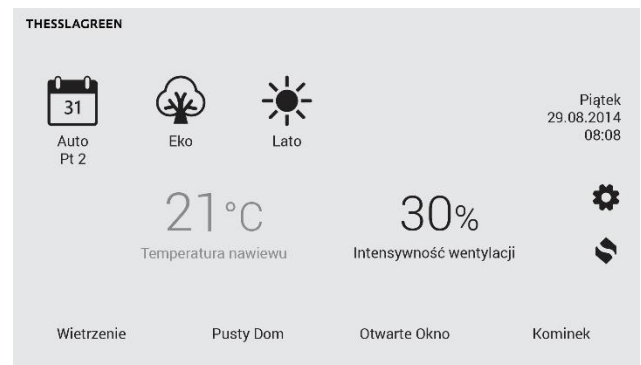 THESSLAGREEN
31
Auto
Pt 2
Eko
Lato
Piątek
29.08.2014
08:08
21 °C
Temperatura nawiewu
30%
Intensywność wentylacji
Wietrzenie
Pusty Dom
Otwarte Okno
Kominek